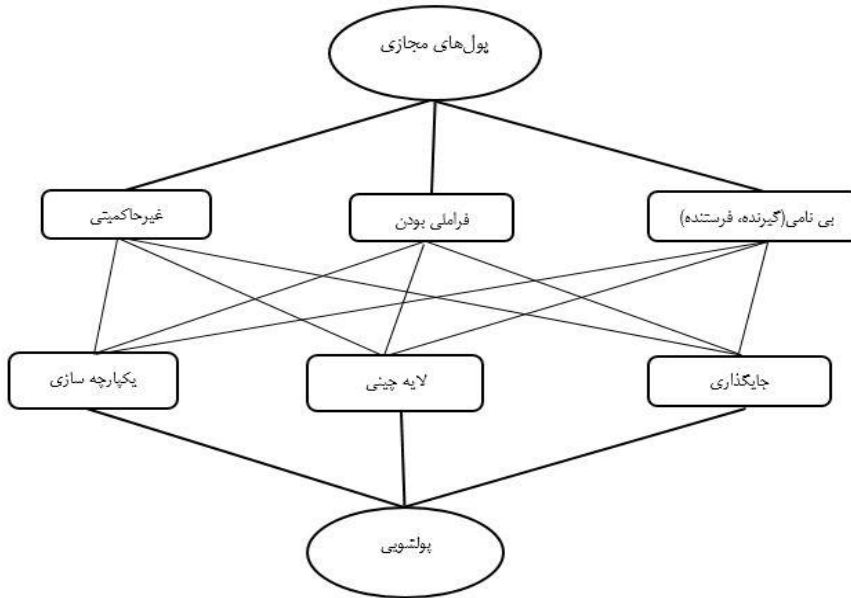 پول‌های مجازی
بی نامی(گیرنده، فرستنده)
فراملی بودن
غیرحاکمیتی
جایگذاری
لایه چینی
یکپارچه سازی
پولشویی